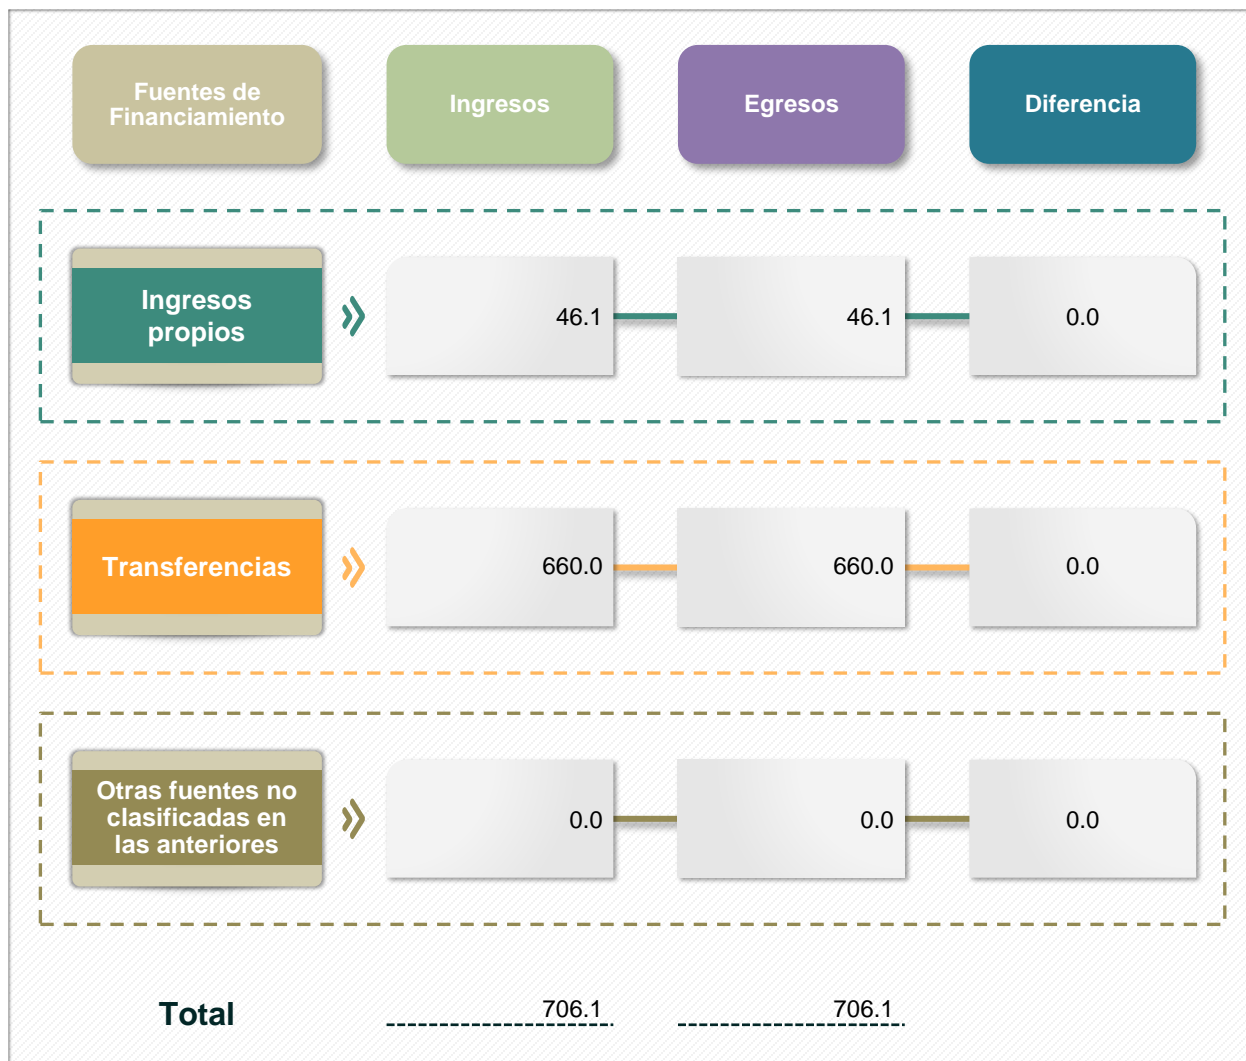 Fuentes de
Financiamiento
Ingresos
Egresos
Diferencia
Ingresos
propios
46.1
46.1
0.0
Transferencias
660.0
660.0
0.0
Otras fuentes no
clasificadas en
las anteriores
0.0
0.0
0.0
Total
706.1
706.1